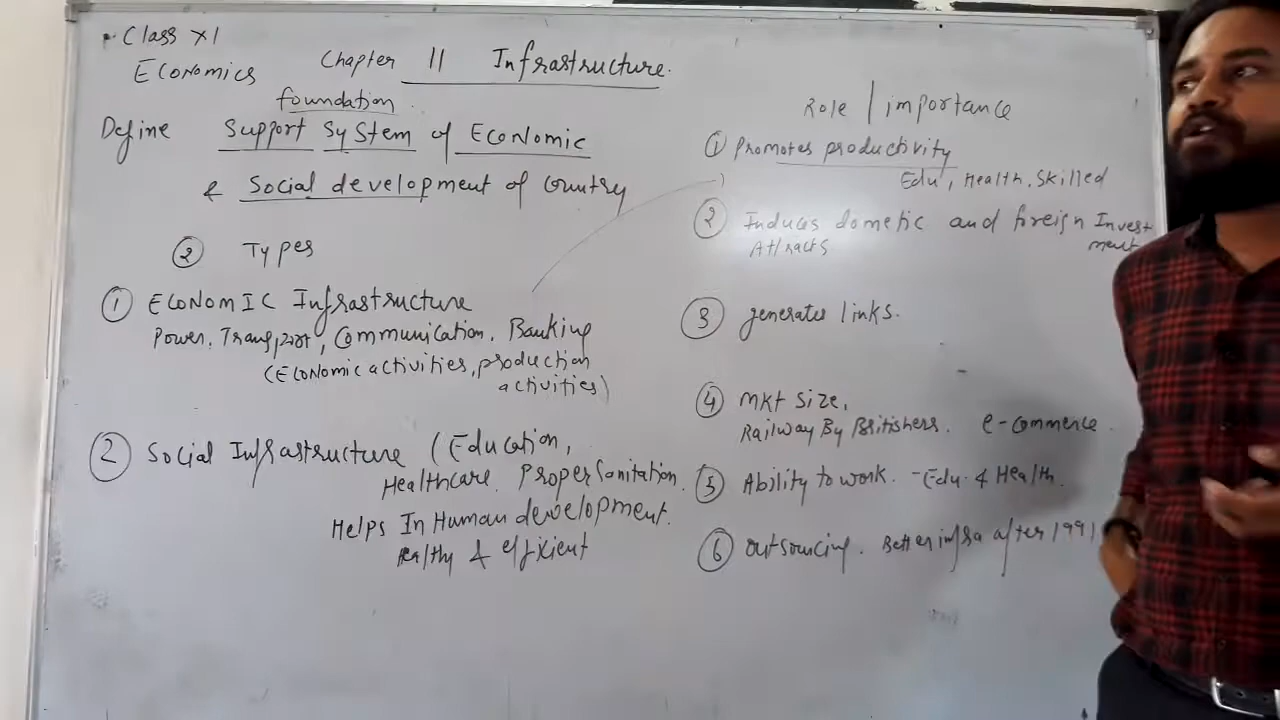 Class XI
Economics
Chapter 11 Infrastructure.
foundation
Define Support System of Economic
& Social development of Country
② Types
① ECONOMIC Infrastructure
Power, Transport, Communication, Banking
(Economic activities, production
activities)
② Social Infrastructure (Education,
Healthcare, Proper Sanitation.
Helps In Human development.
Healthy & efficient
Role / importance
① Promotes productivity
Edu, Health, Skilled
② Induces dometic and foreign Invest
ment
Attracts
③ generates links.
④ mkt size,
Railway By Britishers. e-commerce
⑤ Ability to work. - Edu. & Health.
⑥ outsourcing. Better infra after 1991